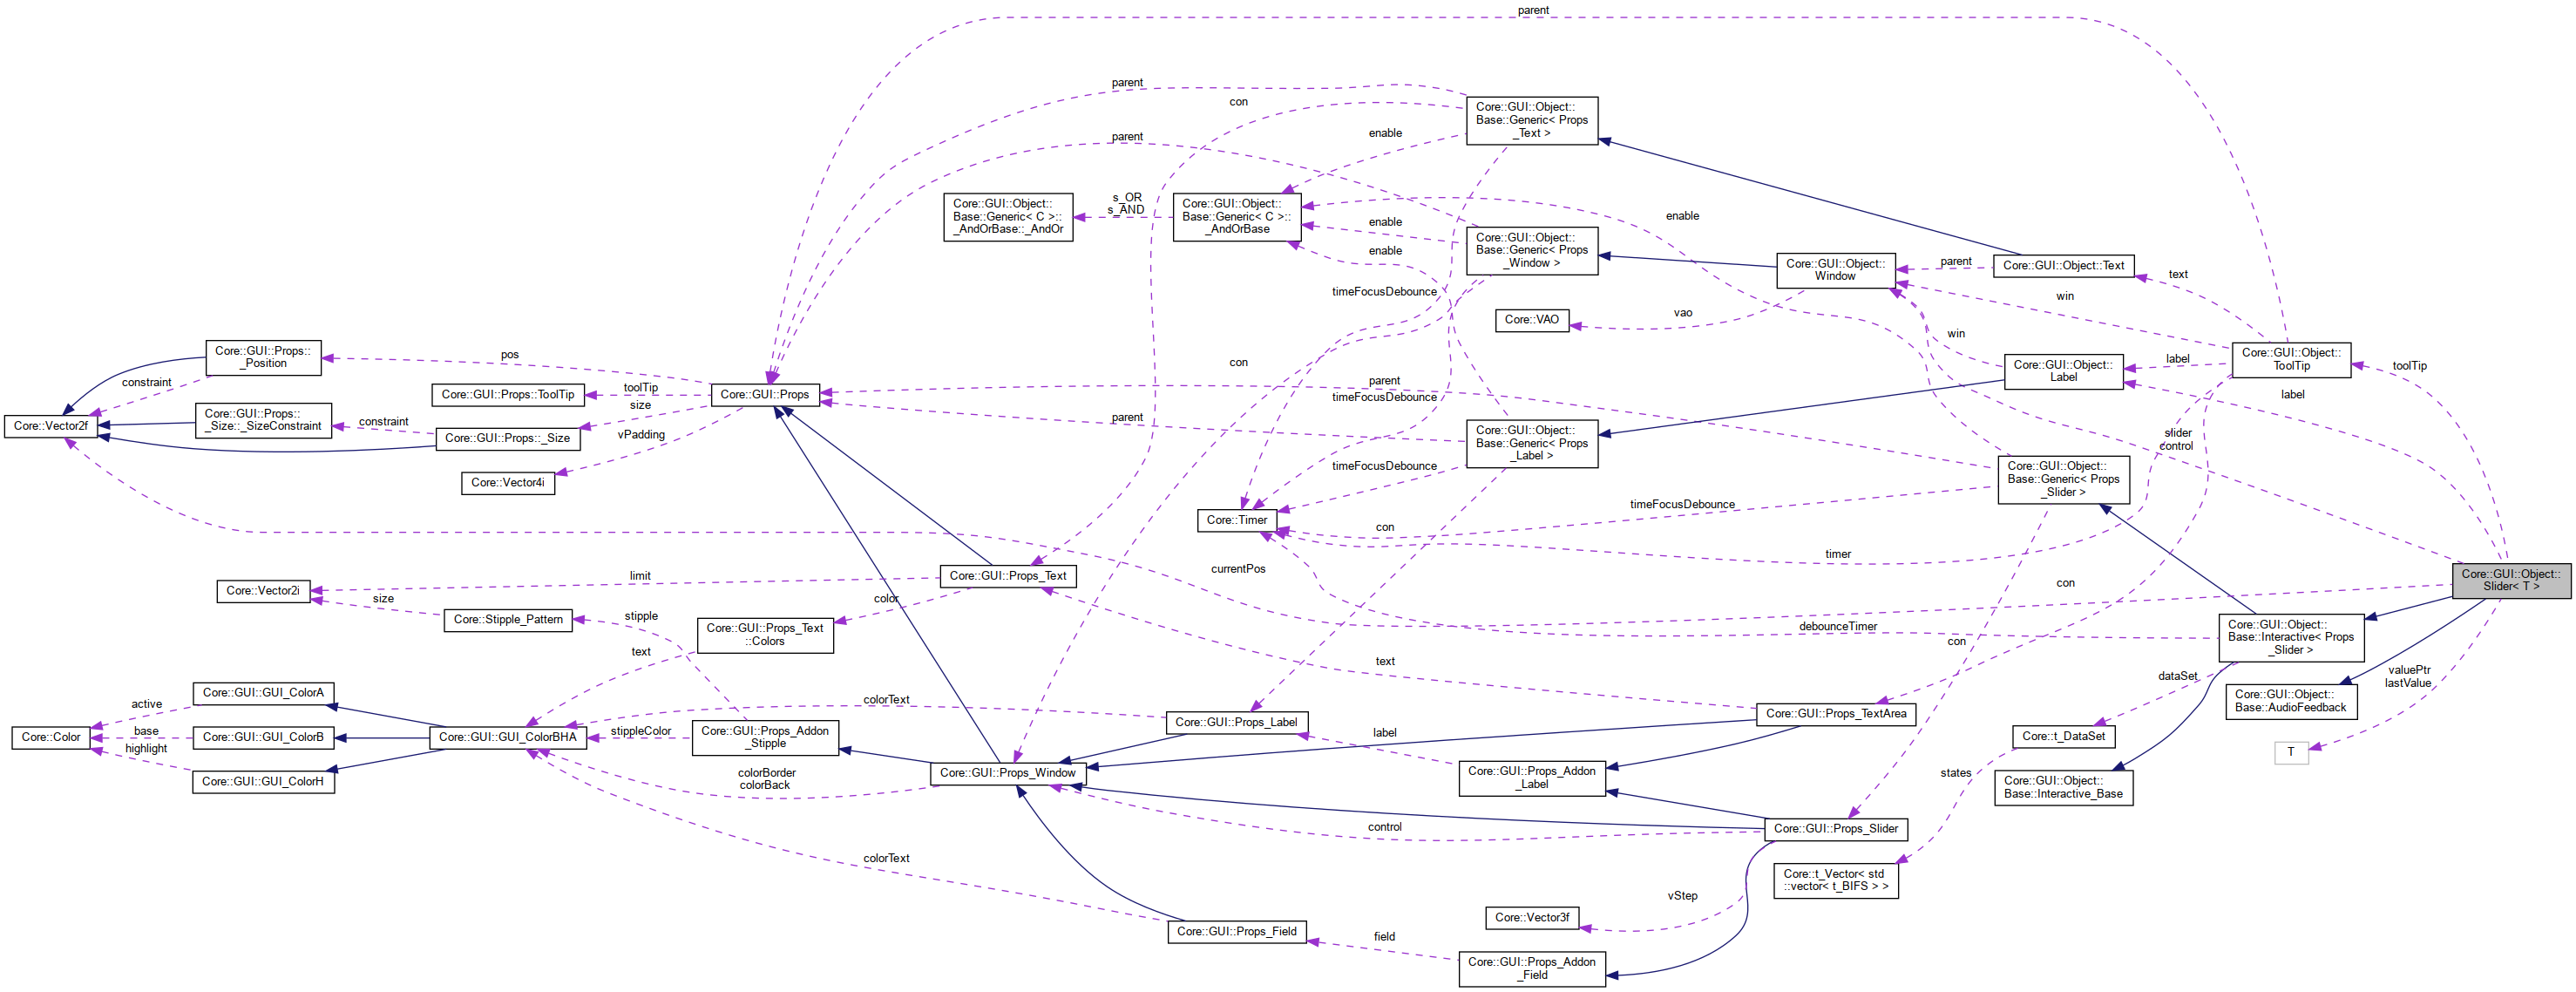 parent
parent
con
Core::GUI::Object::
Base::Generic< Props
_Text >
enable
parent
Core::GUI::Object::
Base::Generic< C >::
_AndOrBase::_AndOr
s_OR
s_AND
Core::GUI::Object::
Base::Generic< C >::
_AndOrBase
enable
enable
enable
Core::GUI::Object::
Base::Generic< Props
_Window >
Core::GUI::Object::
Window
parent
Core::GUI::Object::Text
text
win
timeFocusDebounce
Core::VAO
vao
win
Core::GUI::Props::
_Position
pos
constraint
con
Core::GUI::Object::
Label
label
Core::GUI::Object::
ToolTip
toolTip
label
Core::GUI::Props::ToolTip
toolTip
Core::GUI::Props
parent
timeFocusDebounce
size
Core::Vector2f
Core::GUI::Props::
_Size::_SizeConstraint
constraint
Core::GUI::Props::_Size
vPadding
parent
Core::GUI::Object::
Base::Generic< Props
_Label >
slider
control
timeFocusDebounce
Core::GUI::Object::
Base::Generic< Props
_Slider >
Core::Vector4i
timeFocusDebounce
Core::Timer
con
timer
currentPos
con
Core::GUI::Object::
Slider< T >
Core::Vector2i
limit
size
Core::GUI::Props_Text
color
Core::Stipple_Pattern
stipple
Core::GUI::Props_Text
::Colors
debounceTimer
con
Core::GUI::Object::
Base::Interactive< Props
_Slider >
text
text
dataSet
valuePtr
lastValue
Core::GUI::GUI_ColorA
active
colorText
Core::GUI::Object::
Base::AudioFeedback
Core::Color
base
highlight
Core::GUI::GUI_ColorB
Core::GUI::GUI_ColorBHA
stippleColor
Core::GUI::Props_Addon
_Stipple
Core::GUI::Props_Label
label
Core::GUI::Props_TextArea
Core::t_DataSet
T
Core::GUI::GUI_ColorH
colorBorder
colorBack
Core::GUI::Props_Window
Core::GUI::Props_Addon
_Label
states
Core::GUI::Object::
Base::Interactive_Base
control
Core::GUI::Props_Slider
colorText
Core::t_Vector< std
::vector< t_BIFS > >
vStep
Core::Vector3f
Core::GUI::Props_Field
field
Core::GUI::Props_Addon
_Field